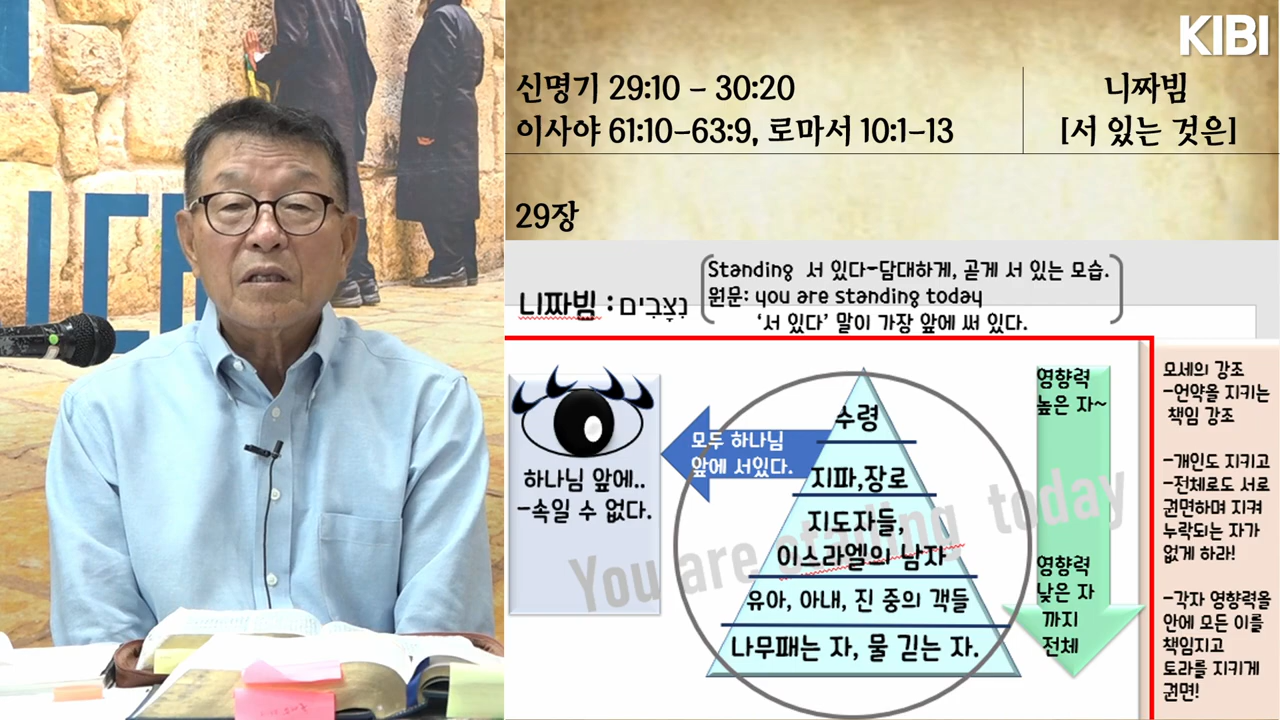 KIBI
신명기 29:10 - 30:20
이사야 61:10-63:9, 로마서 10:1-13
니짜빔
[서 있는 것은]
29장
니짜빔 : נִצָּבִים
Standing 서 있다-담대하게, 곧게 서 있는 모습.
원문: you are standing today
'서 있다' 말이 가장 앞에 써 있다.
하나님 앞에..
-속일 수 없다.
모두 하나님
앞에 서있다.
수령
지파,장로
지도자들,
이스라엘의 남자
유아, 아내, 진 중의 객들
나무패는 자, 물 긷는 자.
You are standing today
영향력
높은 자~
영향력
낮은 자
까지
전체
모세의 강조
-언약을 지키는
책임 강조
-개인도 지키고
-전체로도 서로
권면하며 지켜
누락되는 자가
없게 하라!
-각자 영향력을
안에 모든 이를
책임지고
토라를 지키게
권면!